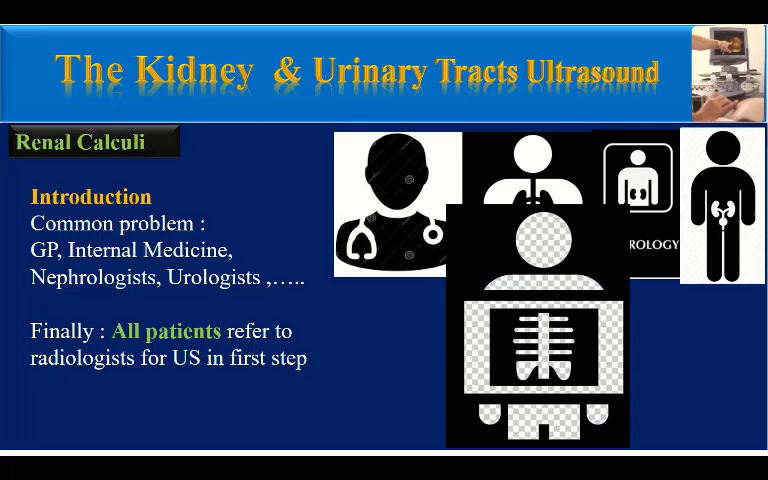 The Kidney & Urinary Tracts Ultrasound
Renal Calculi
Introduction
Common problem :
GP, Internal Medicine,
Nephrologists, Urologists ,…..
Finally : All patients refer to
radiologists for US in first step
ROLOGY